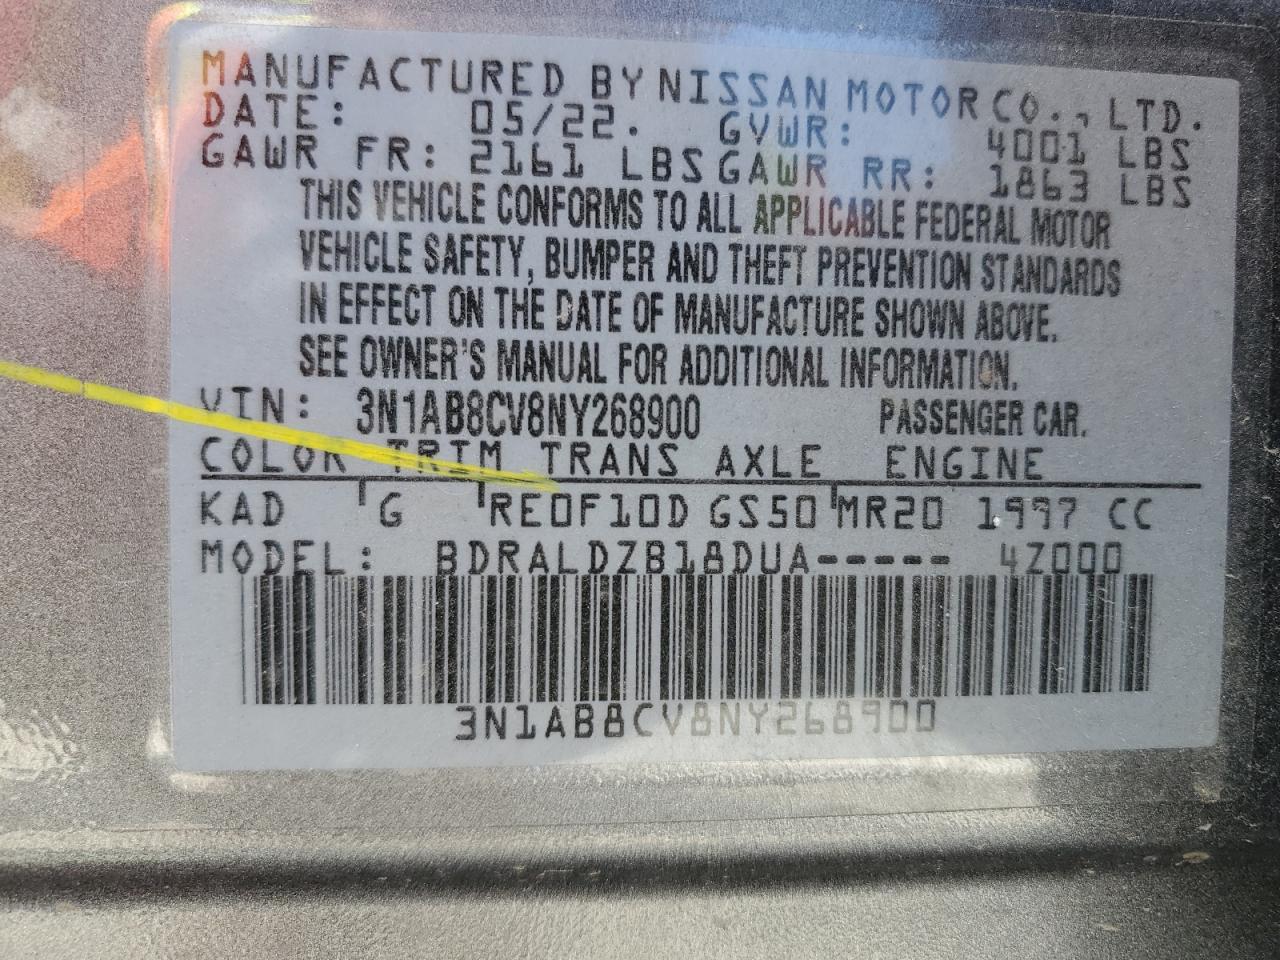 MANUFACTURED BY NISSAN MOTOR CO., LTD.
DATE: 05/22. GVWR: 4001 LBS
GAWR FR: 2161 LBS GAWR RR: 1863 LBS
THIS VEHICLE CONFORMS TO ALL APPLICABLE FEDERAL MOTOR
VEHICLE SAFETY, BUMPER AND THEFT PREVENTION STANDARDS
IN EFFECT ON THE DATE OF MANUFACTURE SHOWN ABOVE.
SEE OWNER'S MANUAL FOR ADDITIONAL INFORMATION.
VIN: 3N1AB8CV8NY268900 PASSENGER CAR.
COLOR TRIM TRANS AXLE ENGINE
KAD G RE0F10D GS50 MR20 1997 CC
MODEL: BDRALDZB18DUA----- 4Z000
3N1AB8CV8NY268900